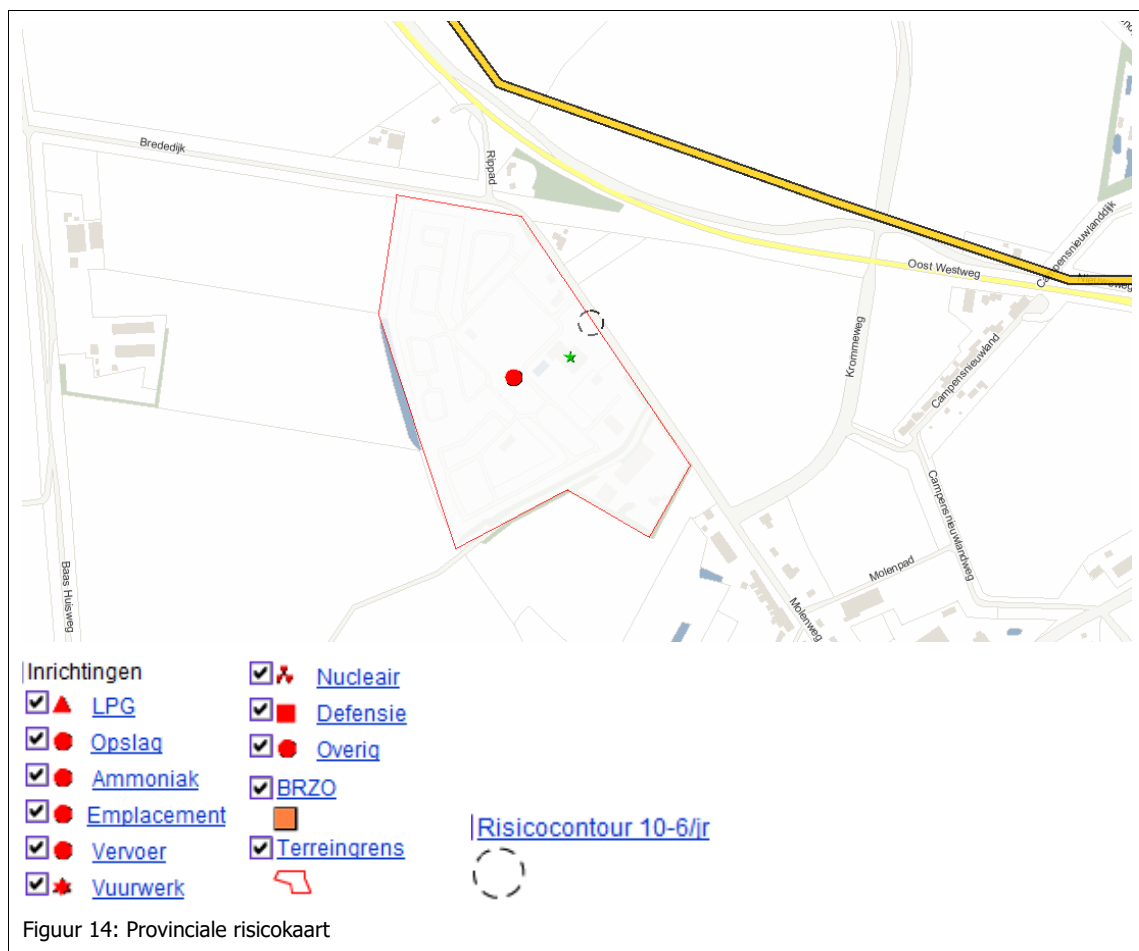 Brededijk
Rippad
Oost Westweg
Campensnieuwlanddijk
Krommeweg
Campensnieuwland
Campensnieuwlandweg
Molenpad
Molenweg
Baas Huisweg
Inrichtingen
LPG
Opslag
Ammoniak
Emplacement
Vervoer
Vuurwerk
Nucleair
Defensie
Overig
BRZO
Terreingrens
Risicocontour 10-6/jr
Figuur 14: Provinciale risicokaart